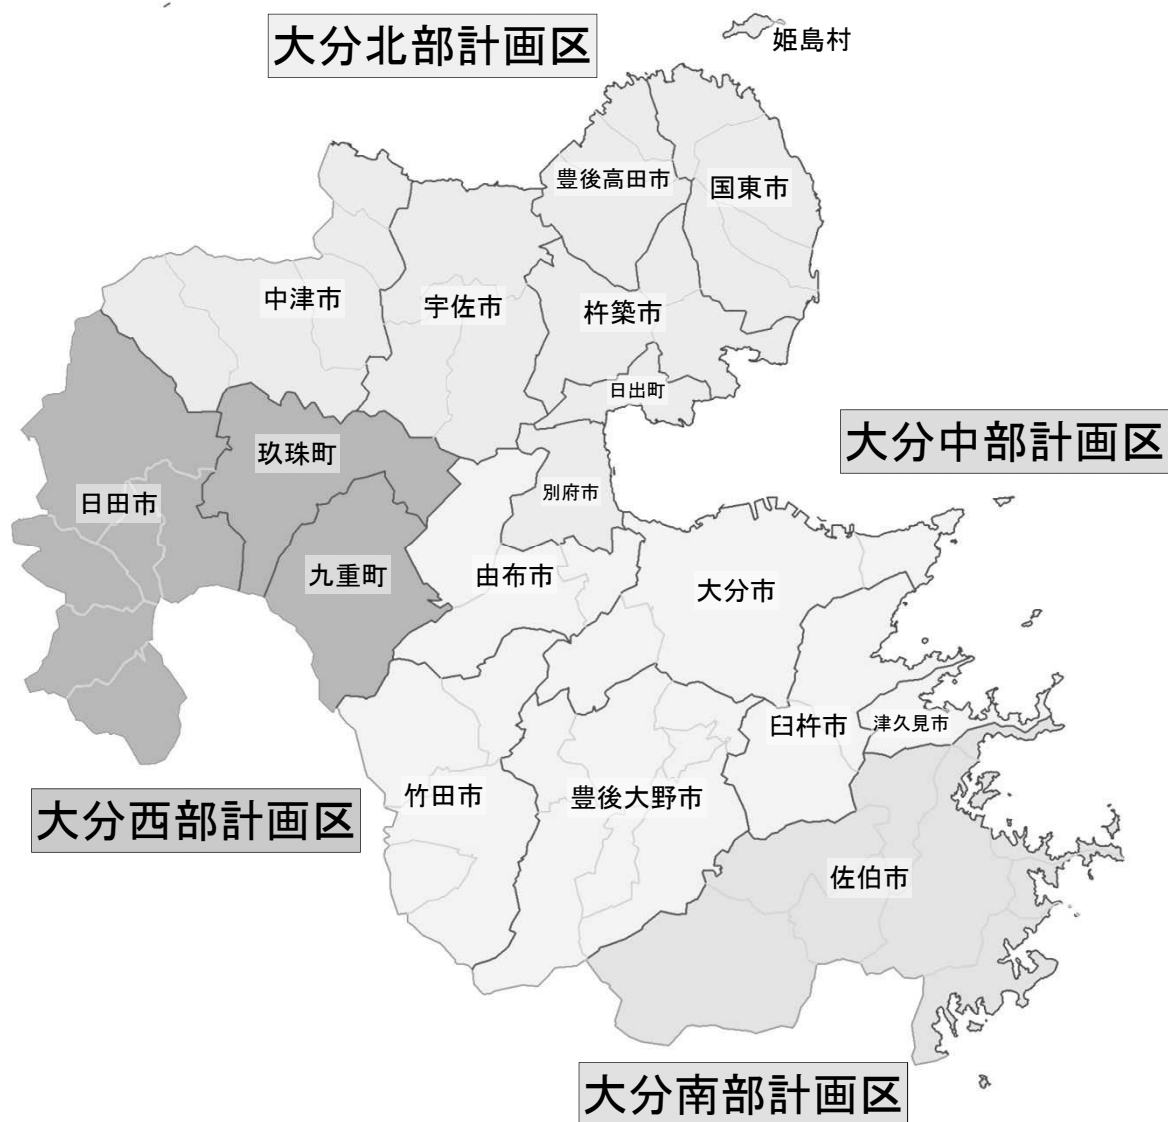 大分北部計画区
姫島村
豊後高田市
国東市
中津市
宇佐市
杵築市
日出町
大分中部計画区
玖珠町
日田市
別府市
九重町
由布市
大分市
臼杵市
津久見市
竹田市
豊後大野市
大分西部計画区
佐伯市
大分南部計画区